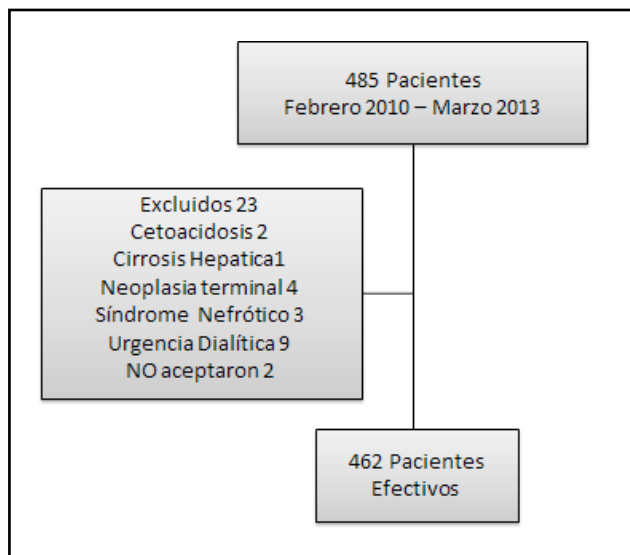 485 Pacientes
Febrero 2010 – Marzo 2013
Excluidos 23
Cetoacidosis 2
Cirrosis Hepatica1
Neoplasia terminal 4
Síndrome Nefrótico 3
Urgencia Dialítica 9
NO aceptaron 2
462 Pacientes
Efectivos